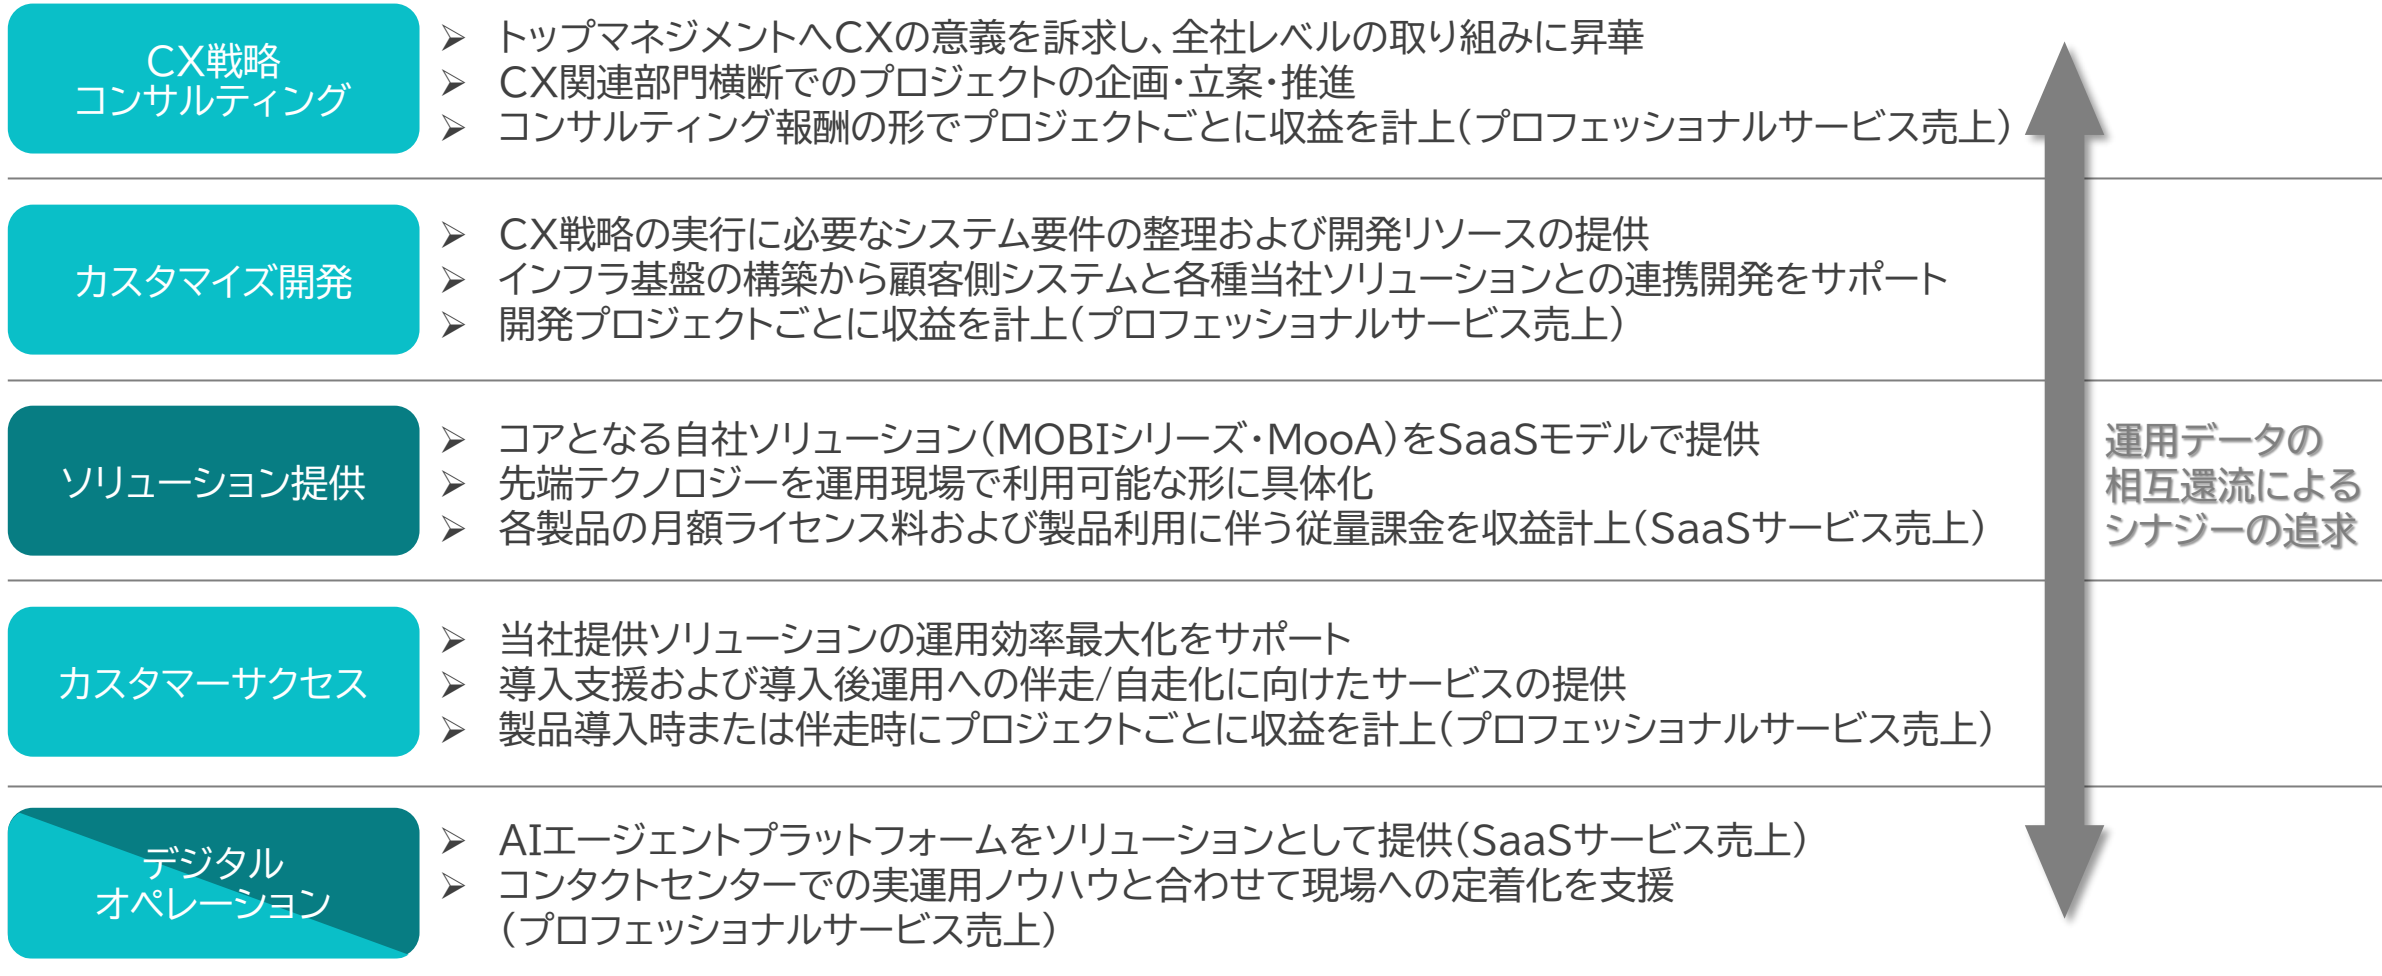 CX戦略
コンサルティング
➢ トップマネジメントへCXの意義を訴求し、全社レベルの取り組みに昇華
➢ CX関連部門横断でのプロジェクトの企画・立案・推進
➢ コンサルティング報酬の形でプロジェクトごとに収益を計上(プロフェッショナルサービス売上)
カスタマイズ開発
➢ CX戦略の実行に必要なシステム要件の整理および開発リソースの提供
➢ インフラ基盤の構築から顧客側システムと各種当社ソリューションとの連携開発をサポート
➢ 開発プロジェクトごとに収益を計上(プロフェッショナルサービス売上)
ソリューション提供
➢ コアとなる自社ソリューション(MOBIシリーズ・MooA)をSaaSモデルで提供
➢ 先端テクノロジーを運用現場で利用可能な形に具体化
➢ 各製品の月額ライセンス料および製品利用に伴う従量課金を収益計上(SaaSサービス売上)
運用データの
相互還流による
シナジーの追求
カスタマーサクセス
➢ 当社提供ソリューションの運用効率最大化をサポート
➢ 導入支援および導入後運用への伴走/自走化に向けたサービスの提供
➢ 製品導入時または伴走時にプロジェクトごとに収益を計上(プロフェッショナルサービス売上)
デジタル
オペレーション
➢ AIエージェントプラットフォームをソリューションとして提供(SaaSサービス売上)
➢ コンタクトセンターでの実運用ノウハウと合わせて現場への定着化を支援
(プロフェッショナルサービス売上)